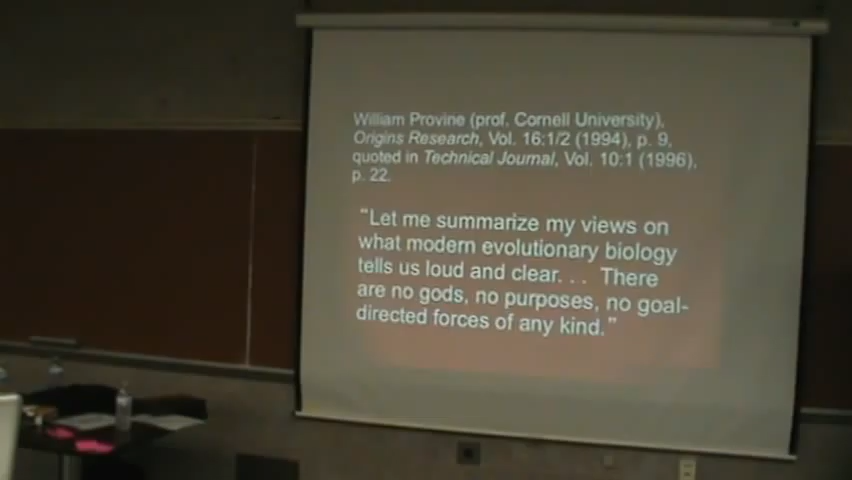 William Provine (prof. Cornell University),
Origins Research, Vol. 16:1/2 (1994), p. 9,
quoted in Technical Journal, Vol. 10:1 (1996),
p. 22.
"Let me summarize my views on
what modern evolutionary biology
tells us loud and clear. . .  There
are no gods, no purposes, no goal-
directed forces of any kind."